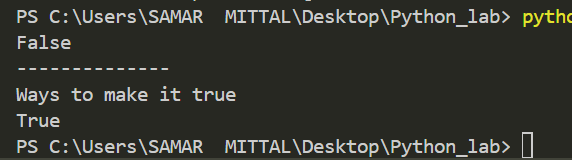 PS C:\Users\SAMAR  MITTAL\Desktop\Python_lab> pytho
False
--------------
Ways to make it true
True
PS C:\Users\SAMAR  MITTAL\Desktop\Python_lab>